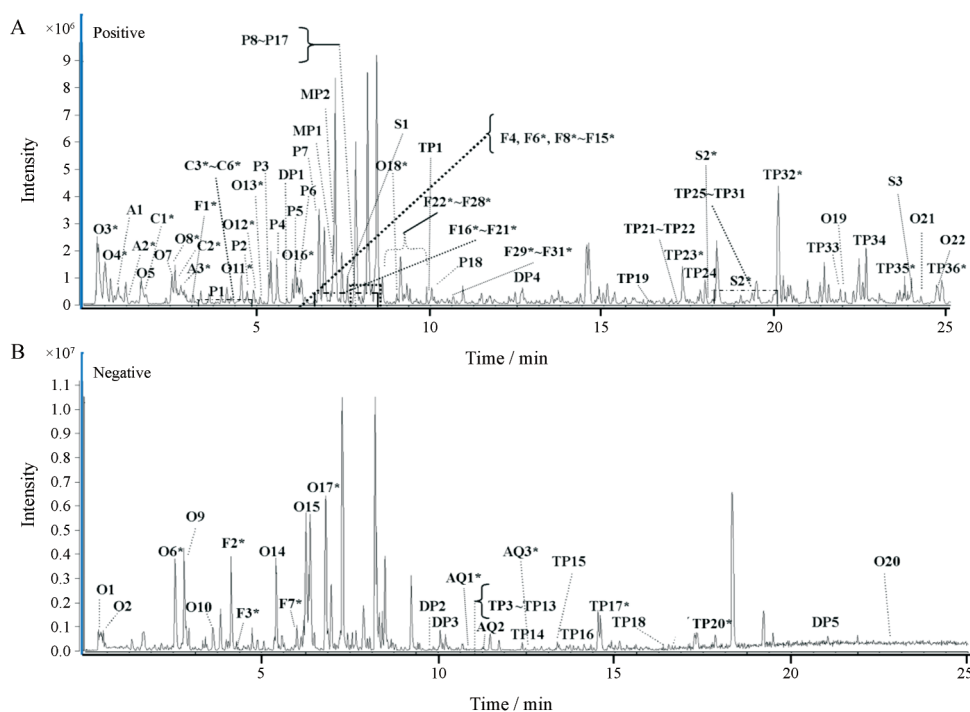 A
×10⁶
Positive
P8~P17
9
8
MP2
7
S1
MP1
F4, F6*, F8*~F15*
6
P7
TP1
C3*~C6*
P3
DP1
O18*
S2*
5
O13*
P6
TP32*
F1*
TP25~TP31
S3
4
A1
C1*
O12*
P5
F22*~F28*
O19
O21
3
O3*
O8*
P4
F16*~F21*
TP21~TP22
TP34
O22
A2*
C2*
P2
O16*
TP23*
TP33
2
O4*
O7
F29*~F31*
O5
A3*
O11*
P18
TP24
TP35*
TP36*
1
P1
DP4
TP19
S2*
0
5
10
15
20
25
Intensity
Time / min
B
×10⁷
Negative
1.1
1.0
0.9
0.8
0.7
O17*
0.6
O9
O15
0.5
O6*
F2*
O14
0.4
AQ3*
TP15
O20
0.3
O1
AQ1*
O2
O10
F7*
DP2
TP3~TP13
TP17*
0.2
F3*
DP3
AQ2
TP18
TP20*
DP5
0.1
TP14
TP16
0.0
5
10
15
20
25
Intensity
Time / min